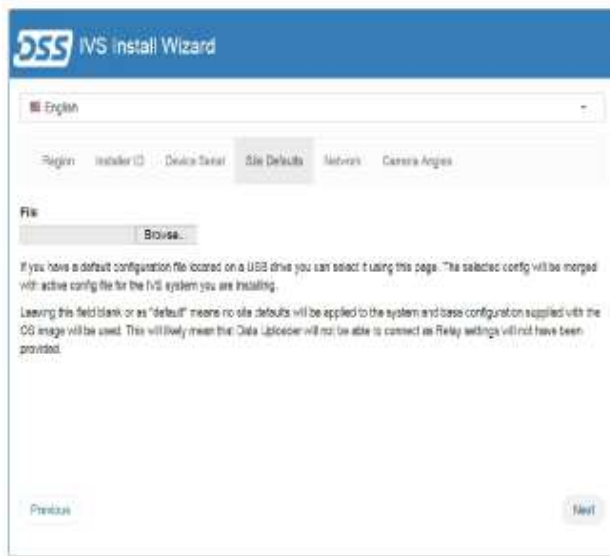 DSS IVS Install Wizard
English
Region Installer ID Device Serial Site Defaults Network Camera Angles
File
Browse..
If you have a default configuration file located on a USB drive you can select it using this page. The selected config will be merged
with active config file for the IVS system you are installing.
Leaving this field blank or as "default" means no site defaults will be applied to the system and base configuration supplied with the
OS image will be used. This will likely mean that Data Uploader will not be able to connect as Relay settings will not have been
provided.
Previous Next